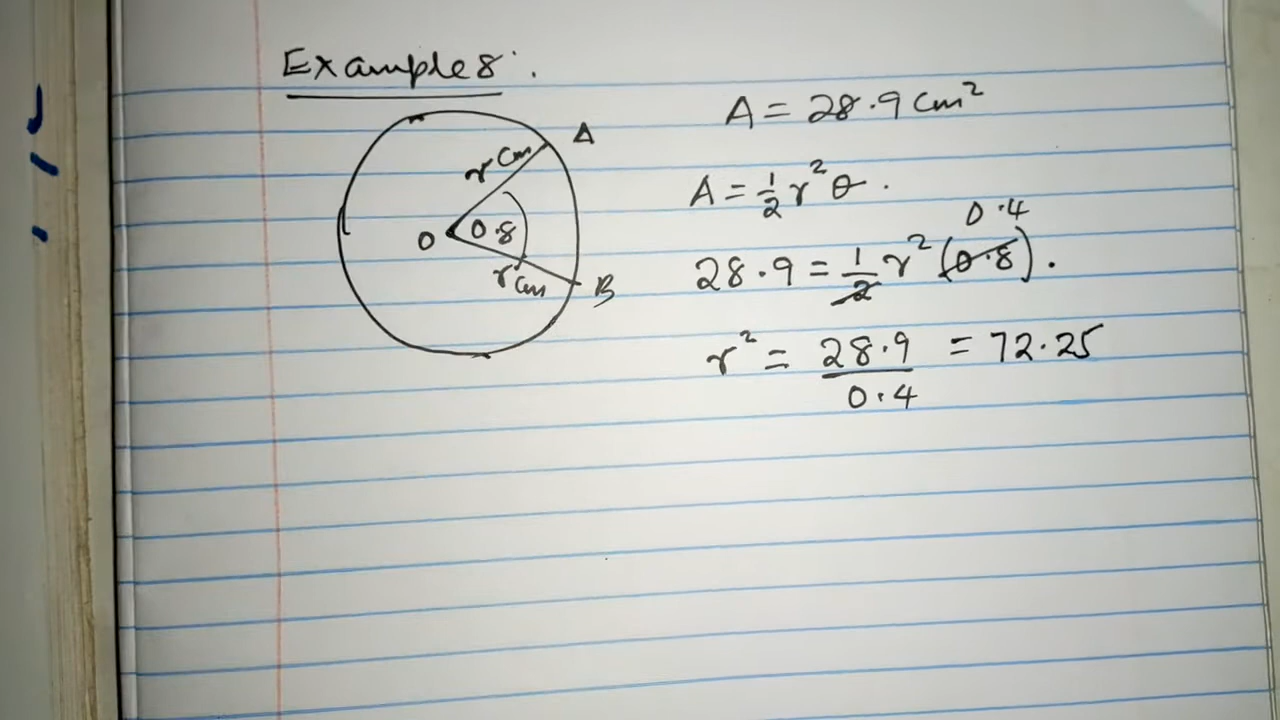 Example 8.
A
r cm
O
0.8
r cm
B
A = 28.9 cm²
A = 1/2 r² θ.
0.4
28.9 = 1/2 r² (0.8).
r² = 28.9/0.4 = 72.25